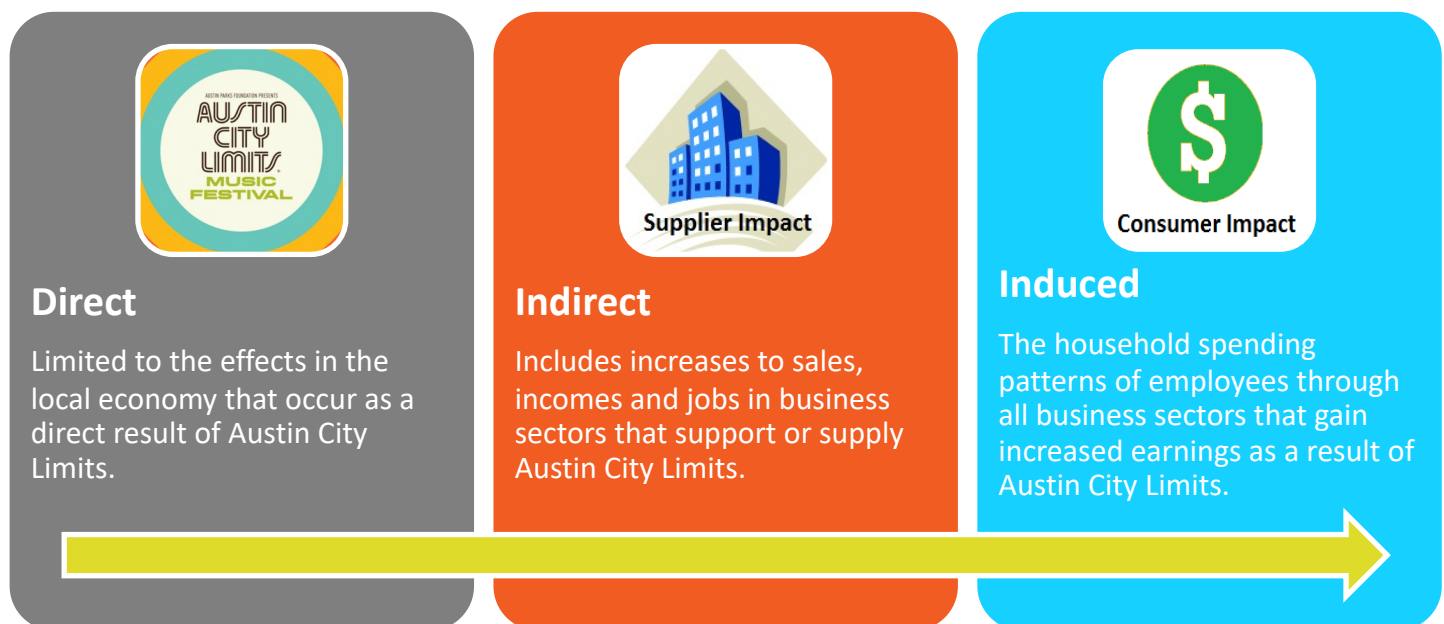 AUSTIN PARKS FOUNDATION PRESENTS
AUSTIN
CITY
LIMITS
MUSIC
FESTIVAL
Direct
Limited to the effects in the
local economy that occur as a
direct result of Austin City
Limits.
Supplier Impact
Indirect
Includes increases to sales,
incomes and jobs in business
sectors that support or supply
Austin City Limits.
$
Consumer Impact
Induced
The household spending
patterns of employees through
all business sectors that gain
increased earnings as a result of
Austin City Limits.